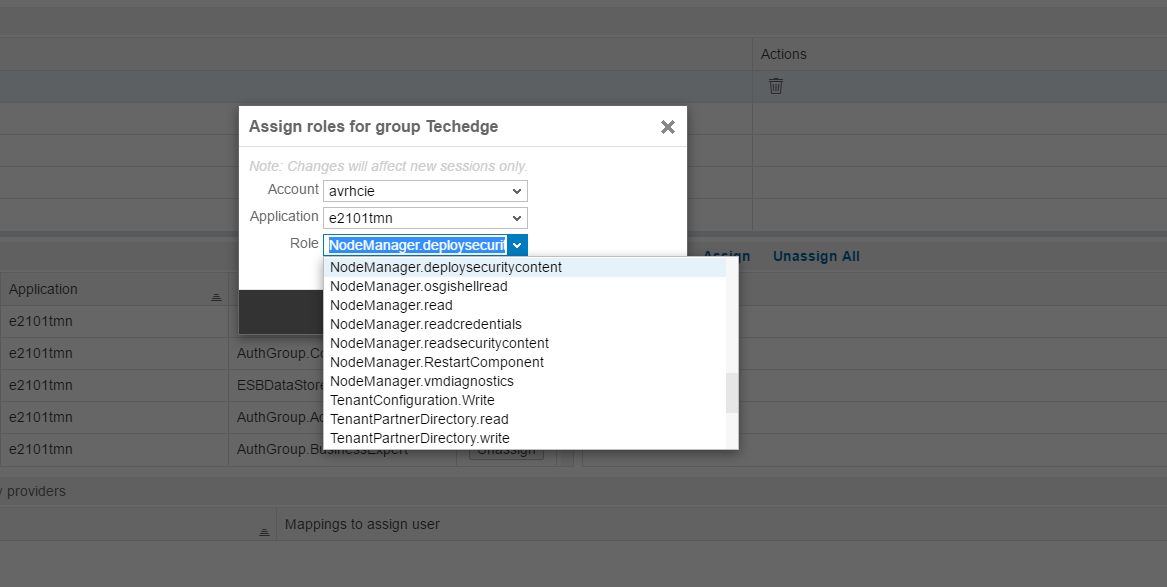 Actions
Assign roles for group Techedge
Note: Changes will affect new sessions only.
Account avrhcie
Application e2101tmn
Role NodeManager.deploysecurit
Assign Unassign All
NodeManager.deploysecuritycontent
NodeManager.osgishellread
NodeManager.read
NodeManager.readcredentials
NodeManager.readsecuritycontent
NodeManager.RestartComponent
NodeManager.vmdiagnostics
TenantConfiguration.Write
TenantPartnerDirectory.read
TenantPartnerDirectory.write
Application
e2101tmn
e2101tmn AuthGroup.Co
e2101tmn ESBDataStore
e2101tmn AuthGroup.Ad
e2101tmn AuthGroup.BusinessExpert Unassign
providers
Mappings to assign user